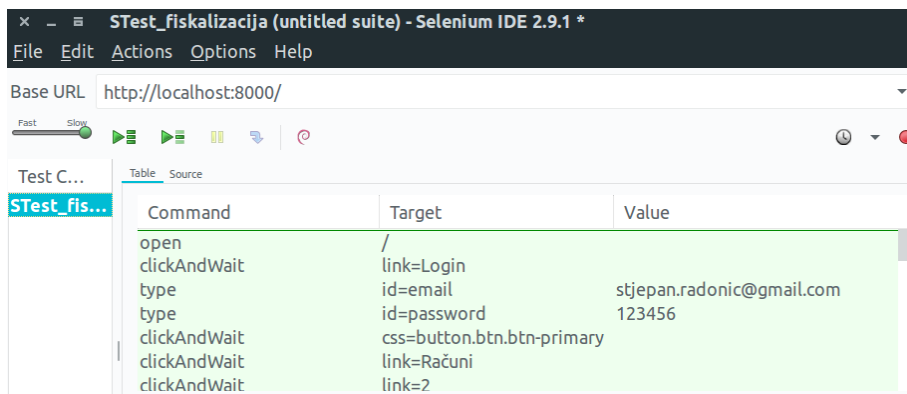 STest_fiskalizacija (untitled suite) - Selenium IDE 2.9.1 *
File Edit Actions Options Help
Base URL http://localhost:8000/
Fast Slow
Test C... Table Source
STest_fis... Command Target Value
open /
clickAndWait link=Login
type id=email stjepan.radonic@gmail.com
type id=password 123456
clickAndWait css=button.btn.btn-primary
clickAndWait link=Računi
clickAndWait link=2